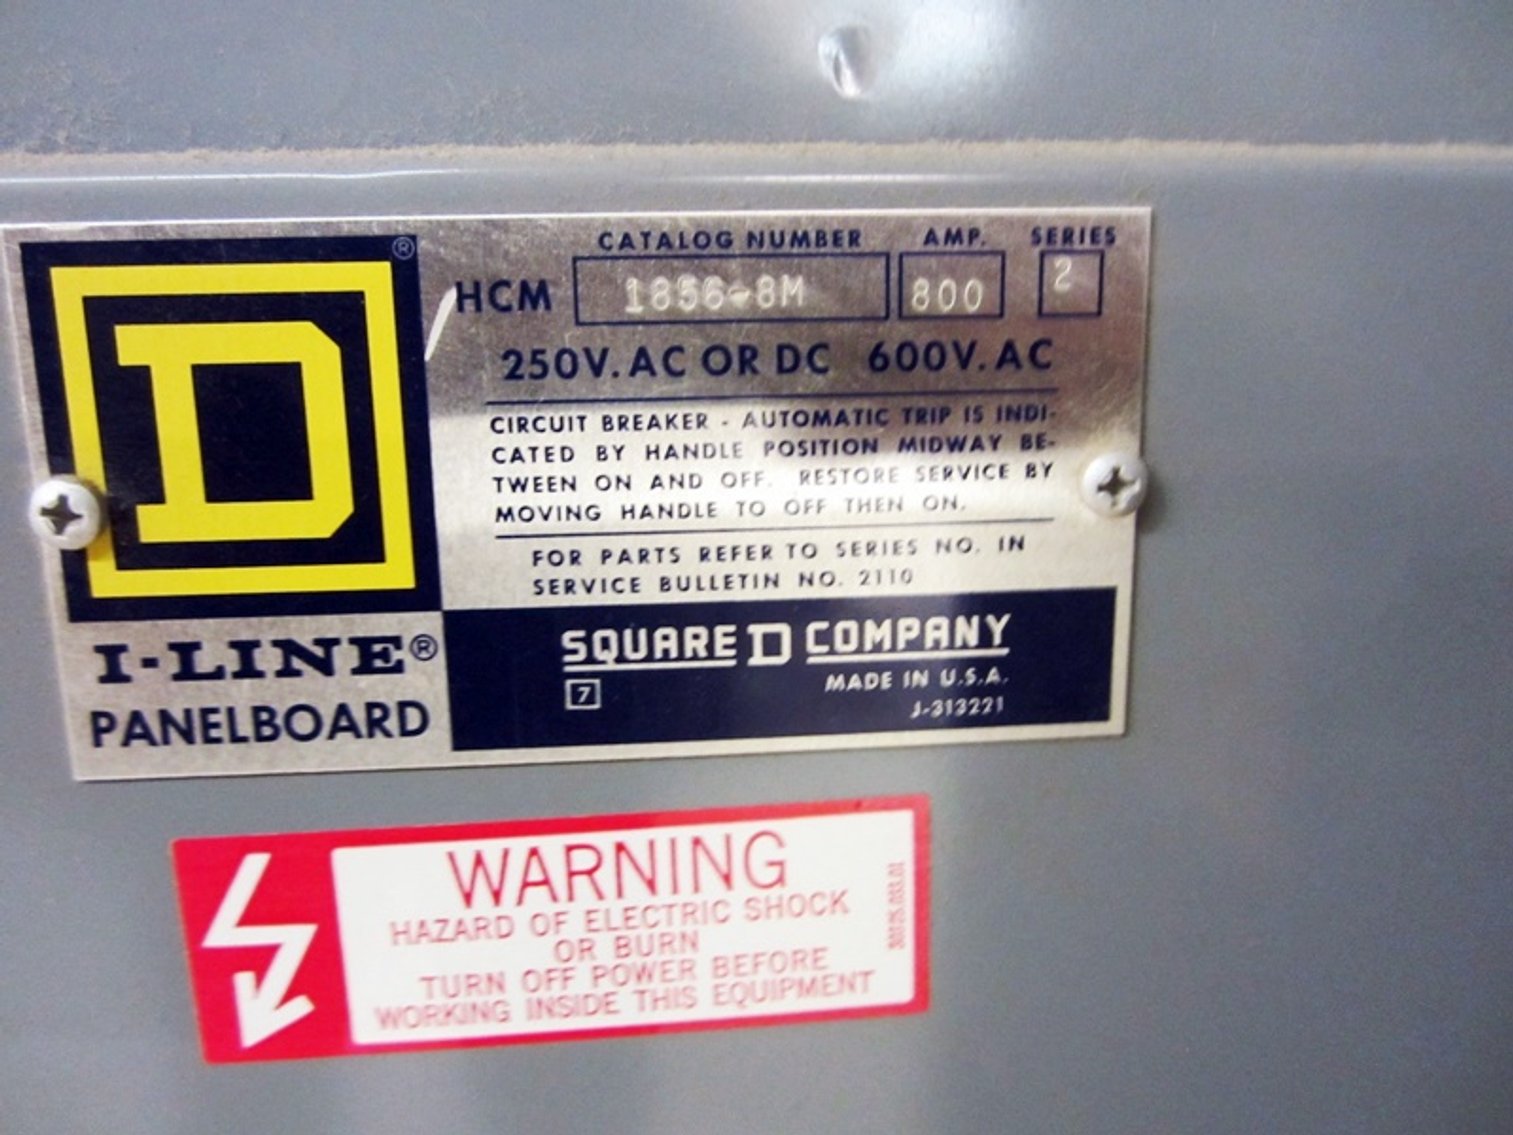 CATALOG NUMBER AMP. SERIES
HCM 1856-8M 800 2
250V. AC OR DC 600V. AC
CIRCUIT BREAKER - AUTOMATIC TRIP IS INDI-
CATED BY HANDLE POSITION MIDWAY BE-
TWEEN ON AND OFF. RESTORE SERVICE BY
MOVING HANDLE TO OFF THEN ON.
FOR PARTS REFER TO SERIES NO. IN
SERVICE BULLETIN NO. 2110
D ®
I-LINE®
PANELBOARD
SQUARE D COMPANY
7 MADE IN U.S.A.
J-313221
WARNING
HAZARD OF ELECTRIC SHOCK
OR BURN
TURN OFF POWER BEFORE
WORKING INSIDE THIS EQUIPMENT